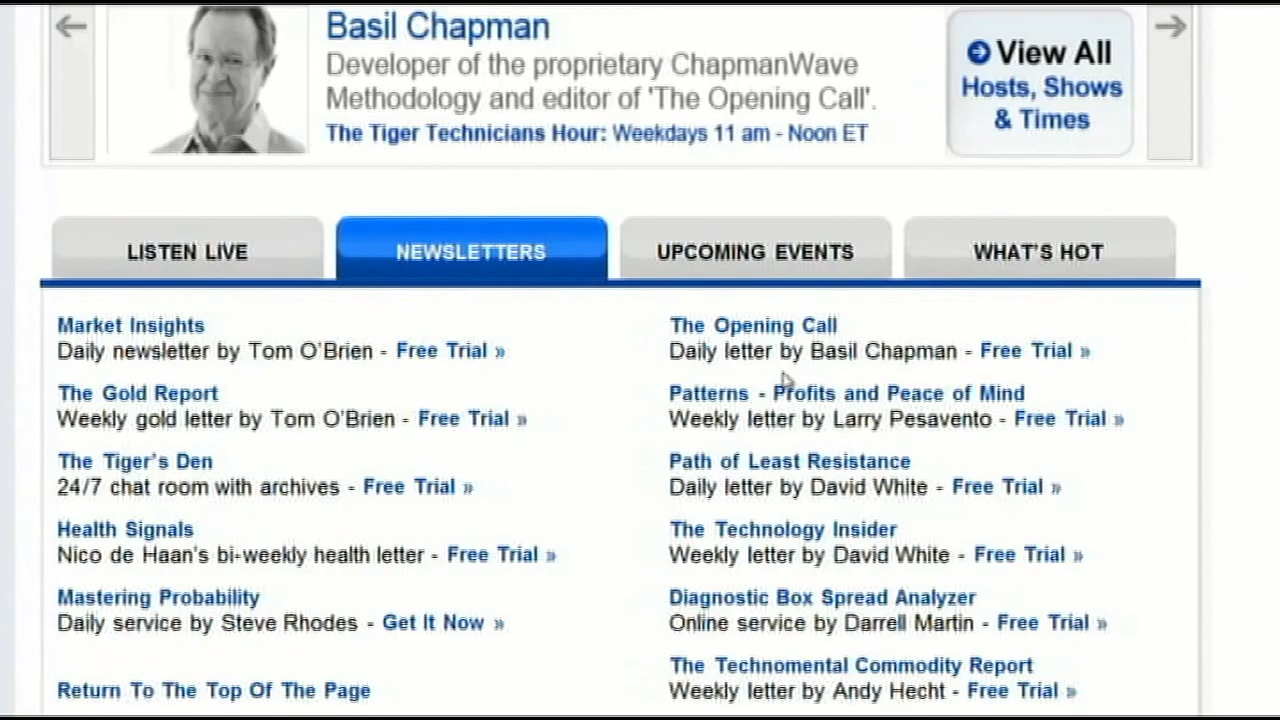 Basil Chapman
Developer of the proprietary ChapmanWave
Methodology and editor of 'The Opening Call'.
The Tiger Technicians Hour: Weekdays 11 am - Noon ET
View All
Hosts, Shows
& Times
LISTEN LIVE
NEWSLETTERS
UPCOMING EVENTS
WHAT'S HOT
Market Insights
Daily newsletter by Tom O'Brien - Free Trial »
The Gold Report
Weekly gold letter by Tom O'Brien - Free Trial »
The Tiger's Den
24/7 chat room with archives - Free Trial »
Health Signals
Nico de Haan's bi-weekly health letter - Free Trial »
Mastering Probability
Daily service by Steve Rhodes - Get It Now »
Return To The Top Of The Page
The Opening Call
Daily letter by Basil Chapman - Free Trial »
Patterns - Profits and Peace of Mind
Weekly letter by Larry Pesavento - Free Trial »
Path of Least Resistance
Daily letter by David White - Free Trial »
The Technology Insider
Weekly letter by David White - Free Trial »
Diagnostic Box Spread Analyzer
Online service by Darrell Martin - Free Trial »
The Technomental Commodity Report
Weekly letter by Andy Hecht - Free Trial »